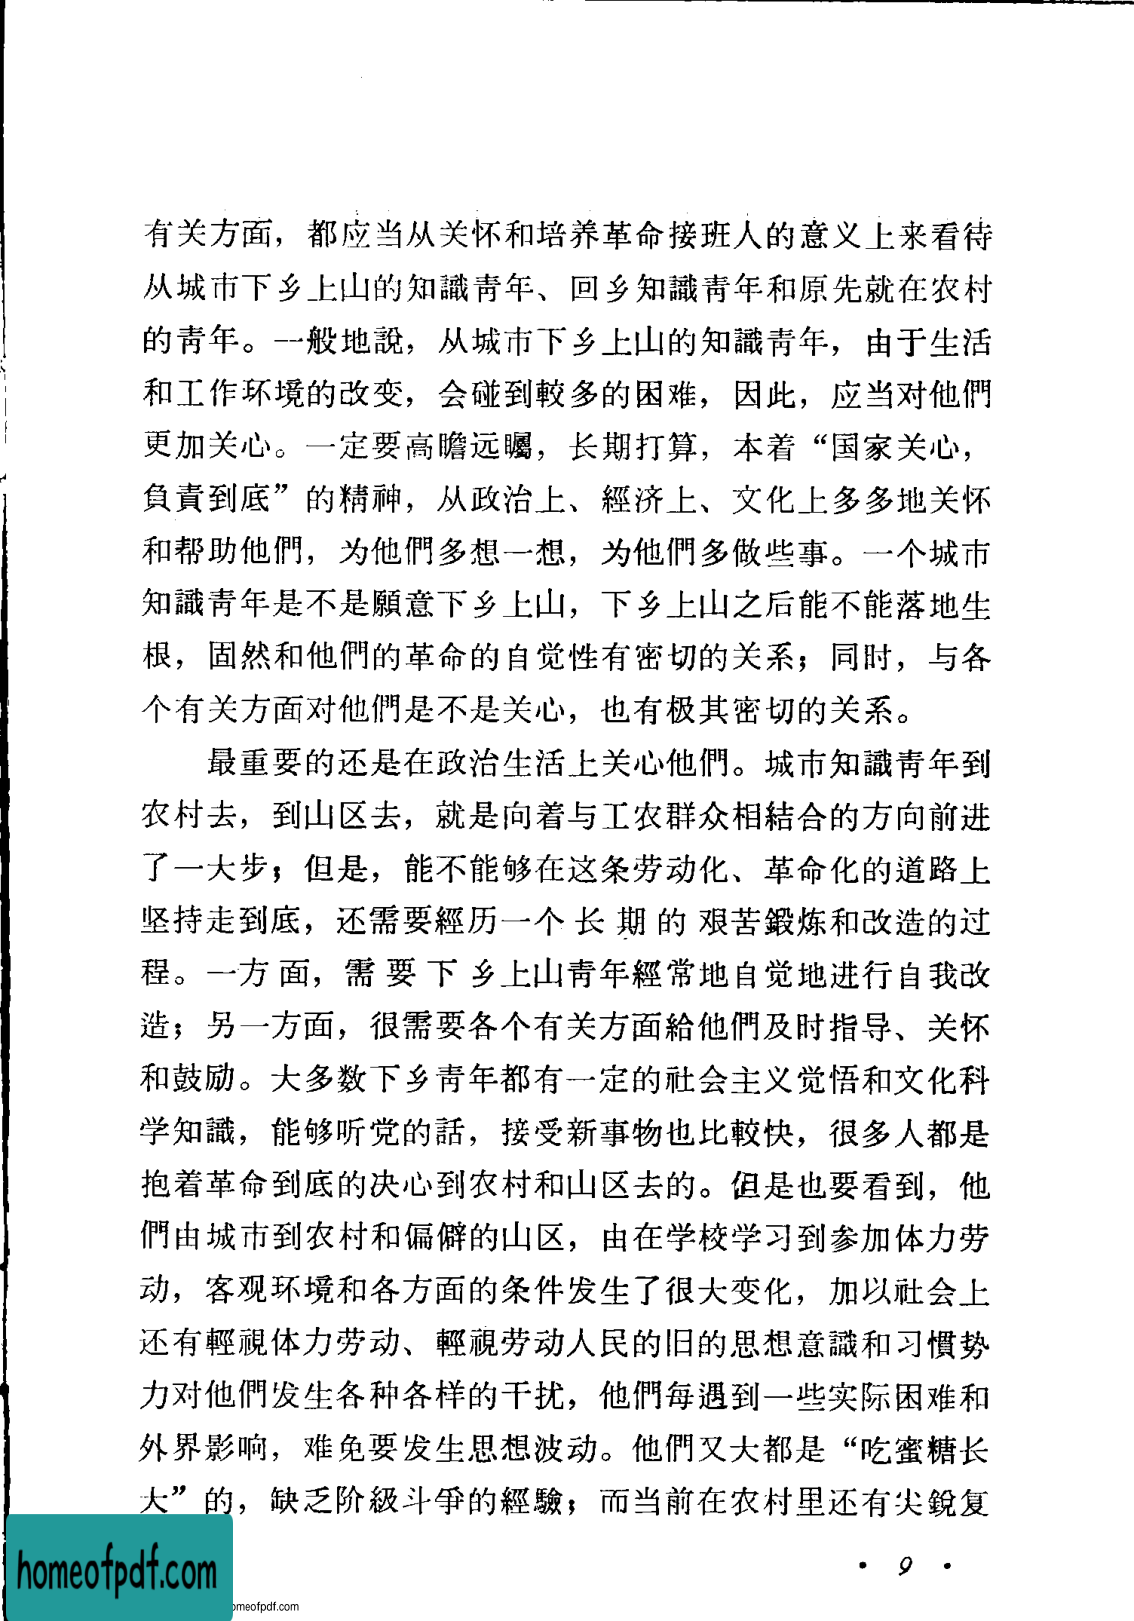 有关方面，都应当从关怀和培养革命接班人的意义上来看待
从城市下乡上山的知識青年、回乡知識青年和原先就在农村
的青年。一般地說，从城市下乡上山的知識青年，由于生活
和工作环境的改变，会碰到較多的困难，因此，应当对他們
更加关心。一定要高瞻远矚，长期打算，本着“国家关心，
負責到底”的精神，从政治上、經济上、文化上多多地关怀
和帮助他們，为他們多想一想，为他們多做些事。一个城市
知識青年是不是願意下乡上山，下乡上山之后能不能落地生
根，固然和他們的革命的自觉性有密切的关系；同时，与各
个有关方面对他們是不是关心，也有极其密切的关系。
最重要的还是在政治生活上关心他們。城市知識青年到
农村去，到山区去，就是向着与工农群众相結合的方向前进
了一大步；但是，能不能够在这条劳动化、革命化的道路上
坚持走到底，还需要經历一个长期的艰苦鍛炼和改造的过
程。一方面，需要下乡上山青年經常地自觉地进行自我改
造；另一方面，很需要各个有关方面給他們及时指导、关怀
和鼓励。大多数下乡青年都有一定的社会主义觉悟和文化科
学知識，能够听党的話，接受新事物也比較快，很多人都是
抱着革命到底的决心到农村和山区去的。但是也要看到，他
們由城市到农村和偏僻的山区，由在学校学习到参加体力劳
动，客观环境和各方面的条件发生了很大变化，加以社会上
还有輕視体力劳动、輕視劳动人民的旧的思想意識和习慣势
力对他們发生各种各样的干扰，他們每遇到一些实际困难和
外界影响，难免要发生思想波动。他們又大都是“吃蜜糖长
大”的，缺乏阶級斗爭的經驗；而当前在农村里还有尖銳复
• 9 •
homeofpdf.com
omeofpdf.com